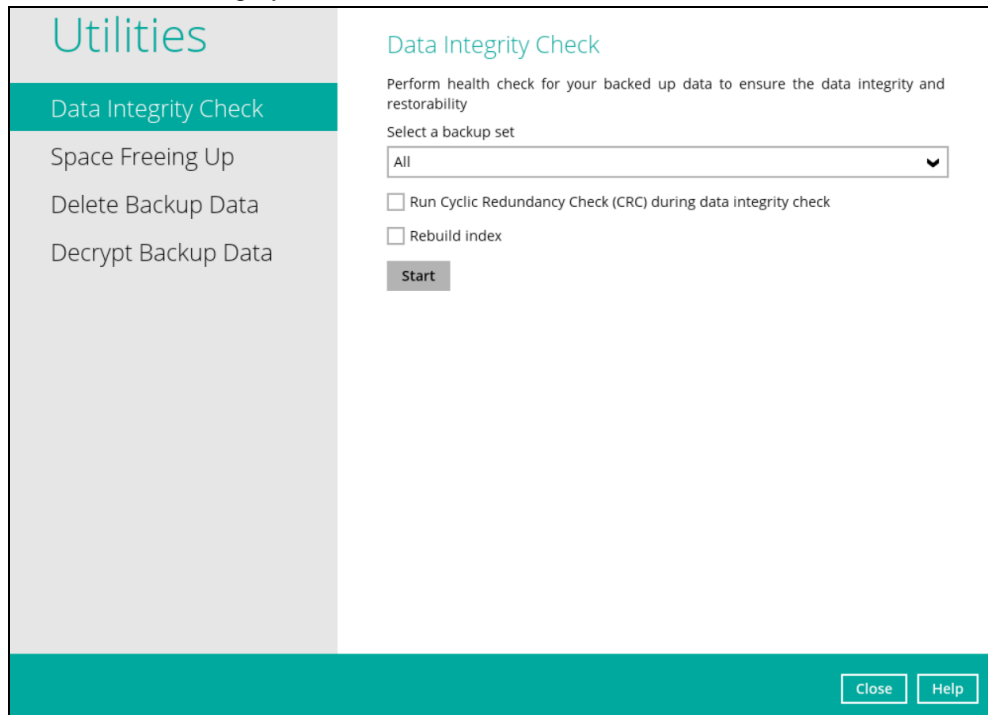 Utilities
Data Integrity Check
Space Freeing Up
Delete Backup Data
Decrypt Backup Data
Data Integrity Check
Perform health check for your backed up data to ensure the data integrity and
restorability
Select a backup set
All
Run Cyclic Redundancy Check (CRC) during data integrity check
Rebuild index
Start
Close Help